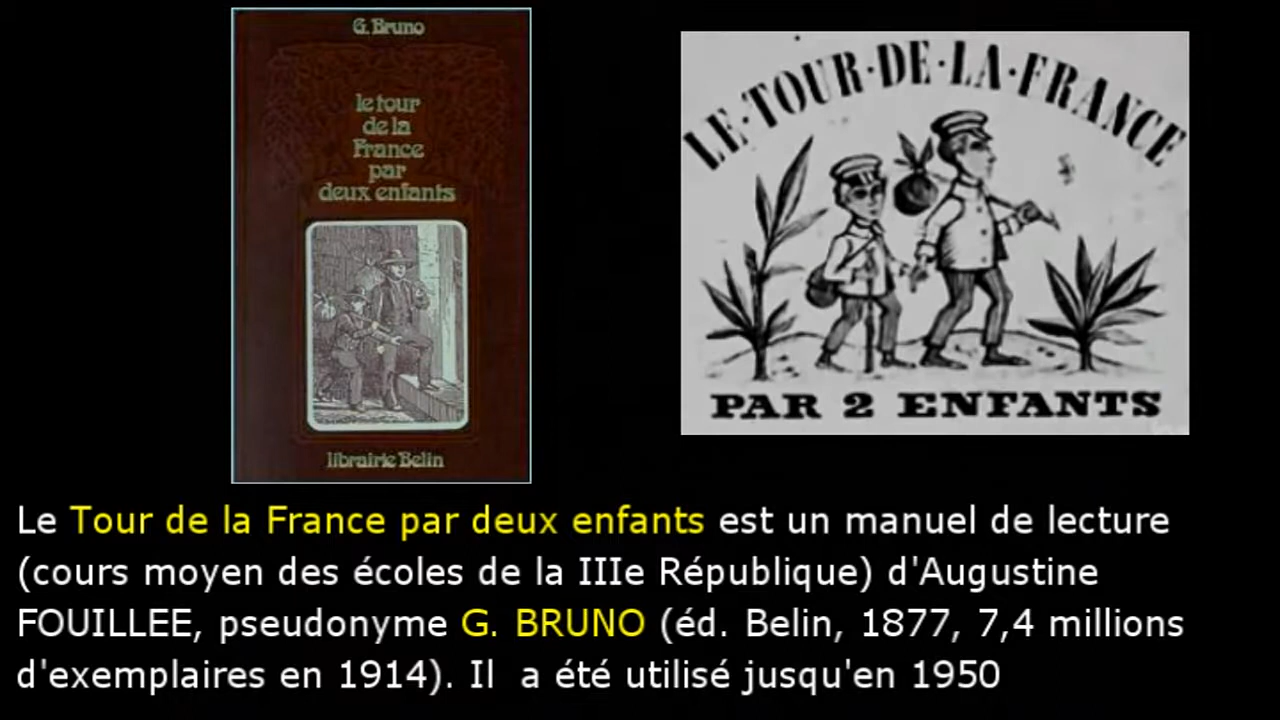 G. Bruno
le tour
de la
France
par
deux enfants
librairie Belin
LE·TOUR·DE·LA·FRANCE
PAR 2 ENFANTS
Le Tour de la France par deux enfants est un manuel de lecture
(cours moyen des écoles de la IIIe République) d'Augustine
FOUILLEE, pseudonyme G. BRUNO (éd. Belin, 1877, 7,4 millions
d'exemplaires en 1914). Il  a été utilisé jusqu'en 1950